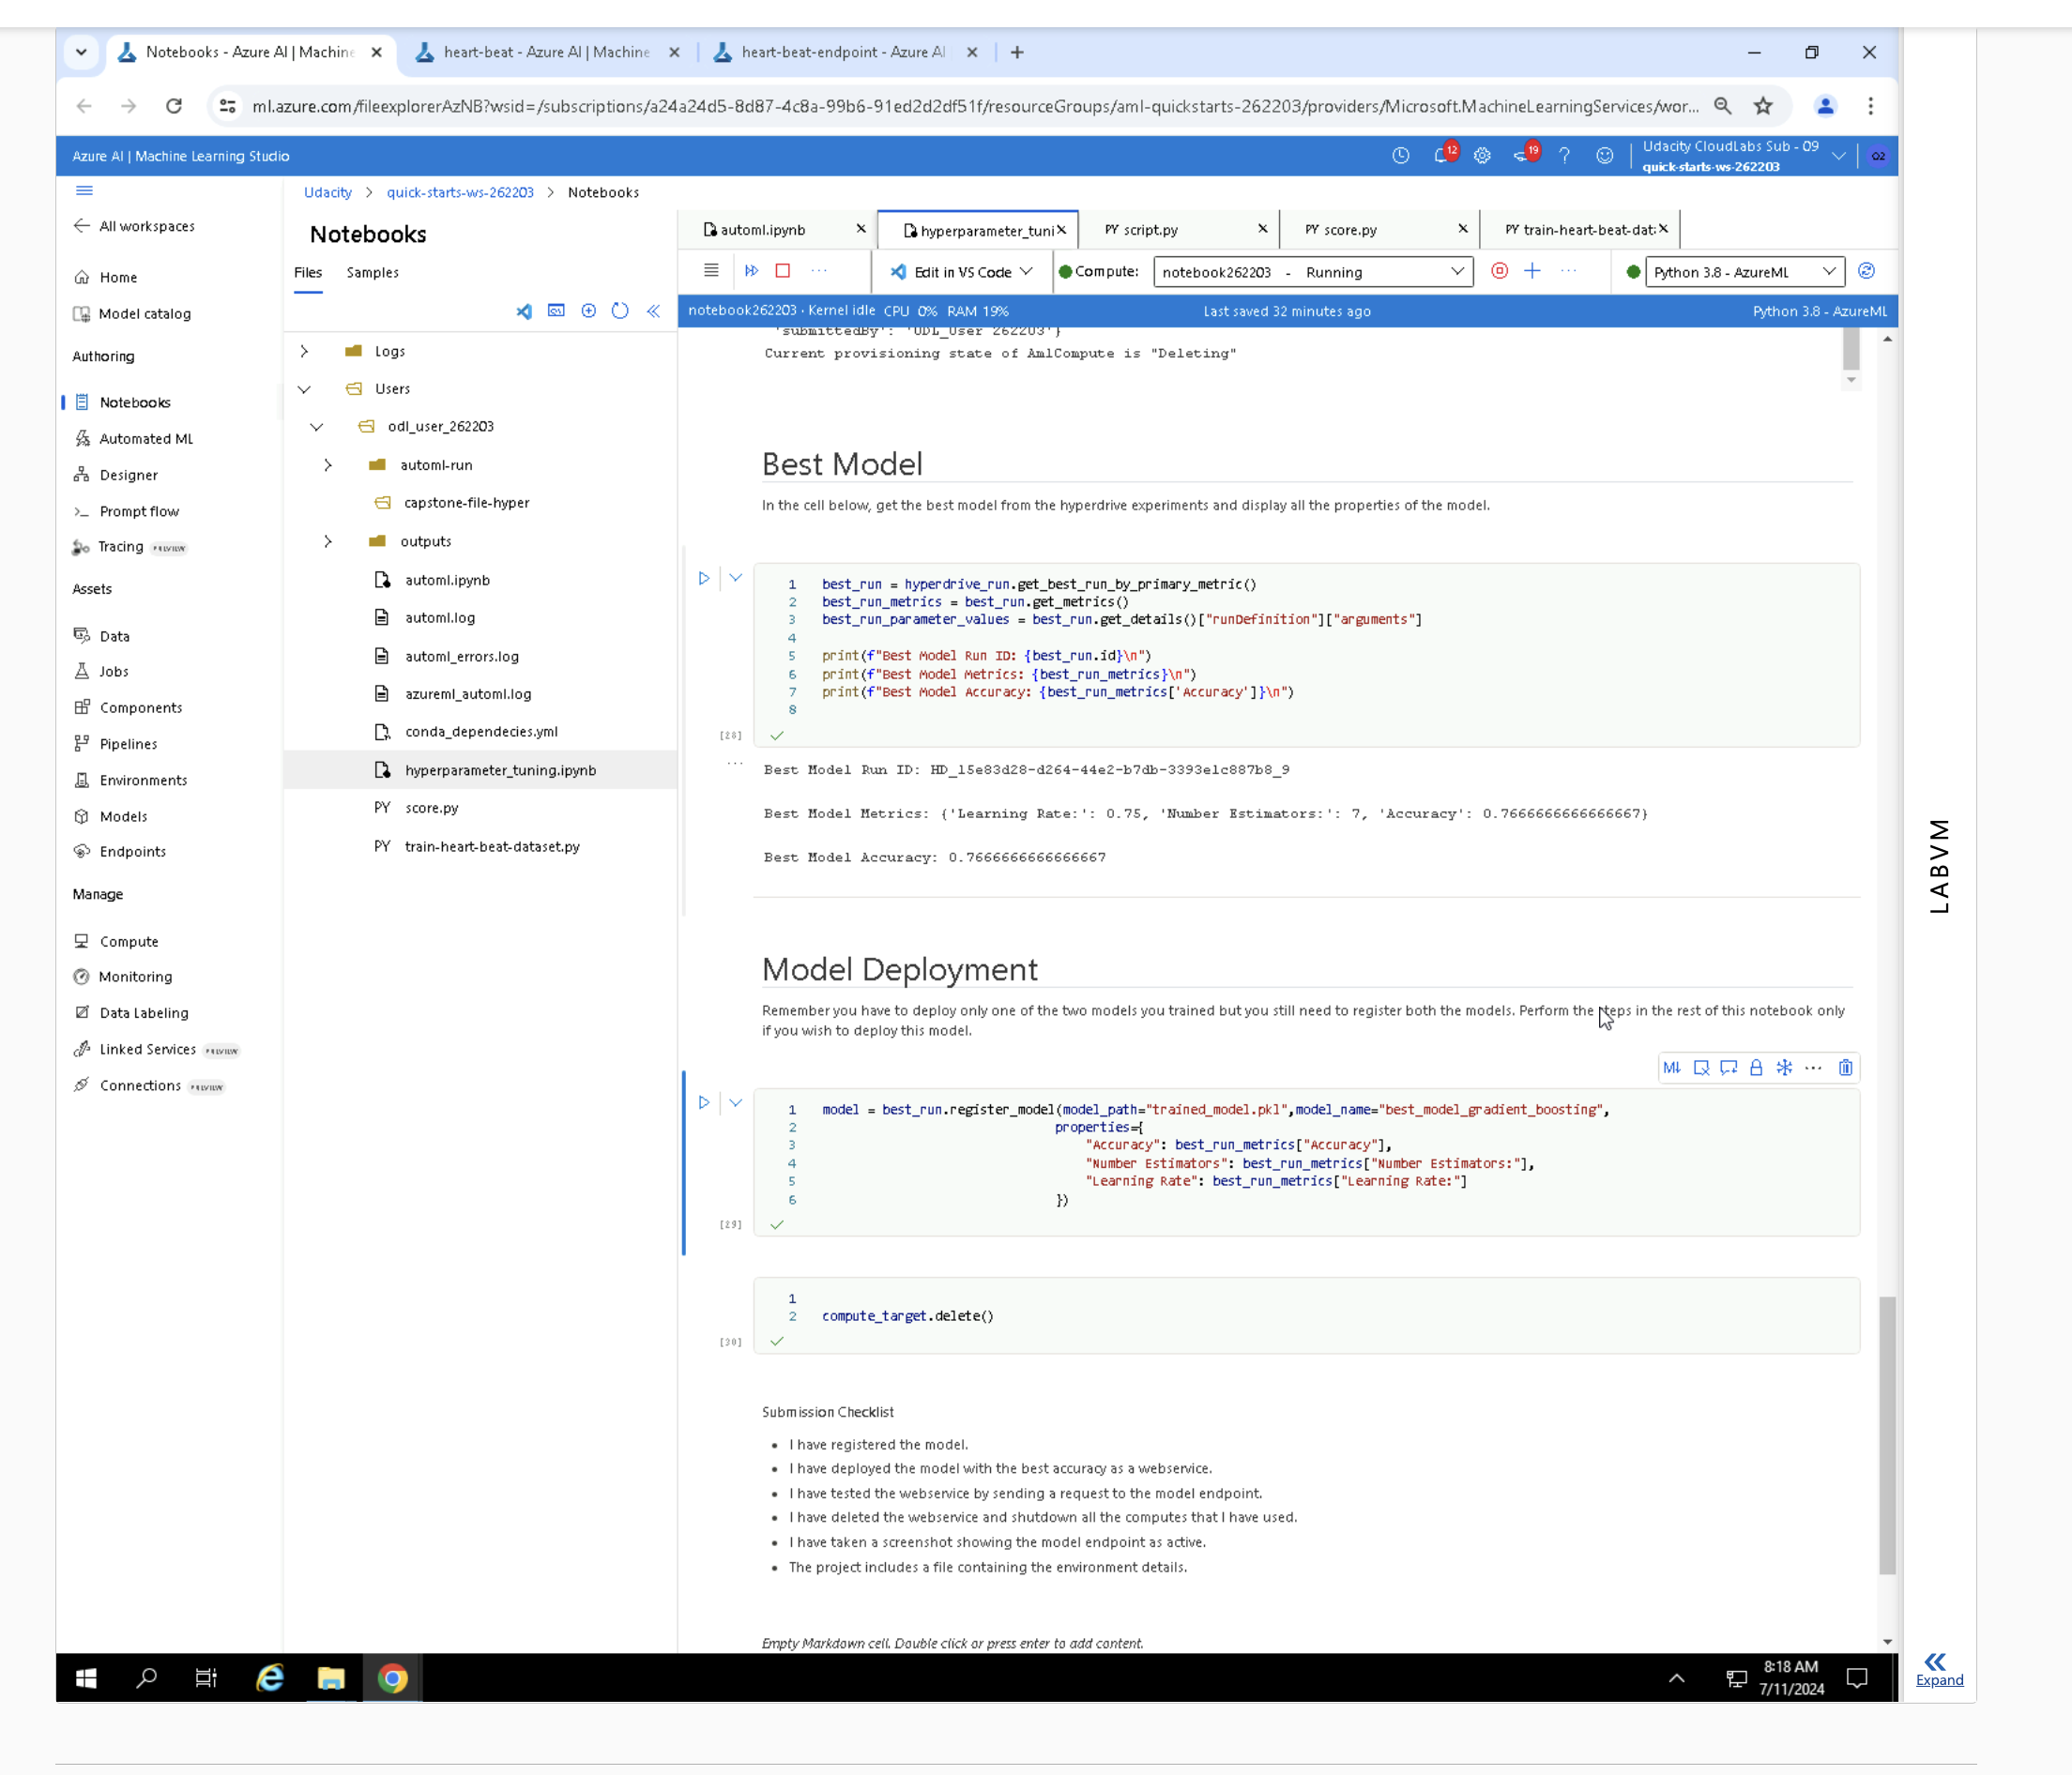 Notebooks - Azure AI | Machine
heart-beat - Azure AI | Machine
heart-beat-endpoint - Azure AI
ml.azure.com/fileexplorerAzNB?wsid=/subscriptions/a24a24d5-8d87-4c8a-99b6-91ed2d2df51f/resourceGroups/aml-quickstarts-262203/providers/Microsoft.MachineLearningServices/wor...
Azure AI | Machine Learning Studio
12
19
?
Udacity CloudLabs Sub - 09
quick-starts-ws-262203
O2
Udacity > quick-starts-ws-262203 > Notebooks
All workspaces
Home
Model catalog
Authoring
Notebooks
Automated ML
Designer
Prompt flow
Tracing PREVIEW
Assets
Data
Jobs
Components
Pipelines
Environments
Models
Endpoints
Manage
Compute
Monitoring
Data Labeling
Linked Services PREVIEW
Connections PREVIEW
Notebooks
Files
Samples
Logs
Users
odl_user_262203
automl-run
capstone-file-hyper
outputs
automl.ipynb
automl.log
automl_errors.log
azureml_automl.log
conda_dependecies.yml
hyperparameter_tuning.ipynb
PY score.py
PY train-heart-beat-dataset.py
automl.ipynb
hyperparameter_tuni
PY script.py
PY score.py
PY train-heart-beat-dat
Edit in VS Code
Compute:
notebook262203 - Running
Python 3.8 - AzureML
notebook262203 · Kernel idle CPU 0% RAM 19%
Last saved 32 minutes ago
Python 3.8 - AzureML
'submittedBy': 'ODL_User 262203'}
Current provisioning state of AmlCompute is "Deleting"
Best Model
In the cell below, get the best model from the hyperdrive experiments and display all the properties of the model.
1 best_run = hyperdrive_run.get_best_run_by_primary_metric()
2 best_run_metrics = best_run.get_metrics()
3 best_run_parameter_values = best_run.get_details()["runDefinition"]["arguments"]
4
5 print(f"Best Model Run ID: {best_run.id}\n")
6 print(f"Best Model Metrics: {best_run_metrics}\n")
7 print(f"Best Model Accuracy: {best_run_metrics['Accuracy']}\n")
8
[28]
Best Model Run ID: HD_15e83d28-d264-44e2-b7db-3393e1c887b8_9
Best Model Metrics: {'Learning Rate:': 0.75, 'Number Estimators:': 7, 'Accuracy': 0.7666666666666667}
Best Model Accuracy: 0.7666666666666667
Model Deployment
Remember you have to deploy only one of the two models you trained but you still need to register both the models. Perform the steps in the rest of this notebook only
if you wish to deploy this model.
M↓
1 model = best_run.register_model(model_path="trained_model.pkl",model_name="best_model_gradient_boosting",
2 properties={
3 "Accuracy": best_run_metrics["Accuracy"],
4 "Number Estimators": best_run_metrics["Number Estimators:"],
5 "Learning Rate": best_run_metrics["Learning Rate:"]
6 })
[29]
1
2 compute_target.delete()
[30]
Submission Checklist
• I have registered the model.
• I have deployed the model with the best accuracy as a webservice.
• I have tested the webservice by sending a request to the model endpoint.
• I have deleted the webservice and shutdown all the computes that I have used.
• I have taken a screenshot showing the model endpoint as active.
• The project includes a file containing the environment details.
Empty Markdown cell. Double click or press enter to add content.
8:18 AM
7/11/2024
LABVM
Expand